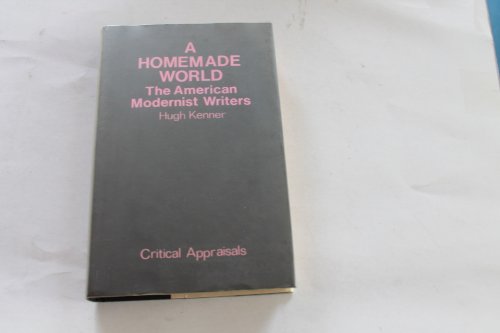 A
HOMEMADE
WORLD
The American
Modernist Writers
Hugh Kenner
Critical Appraisals